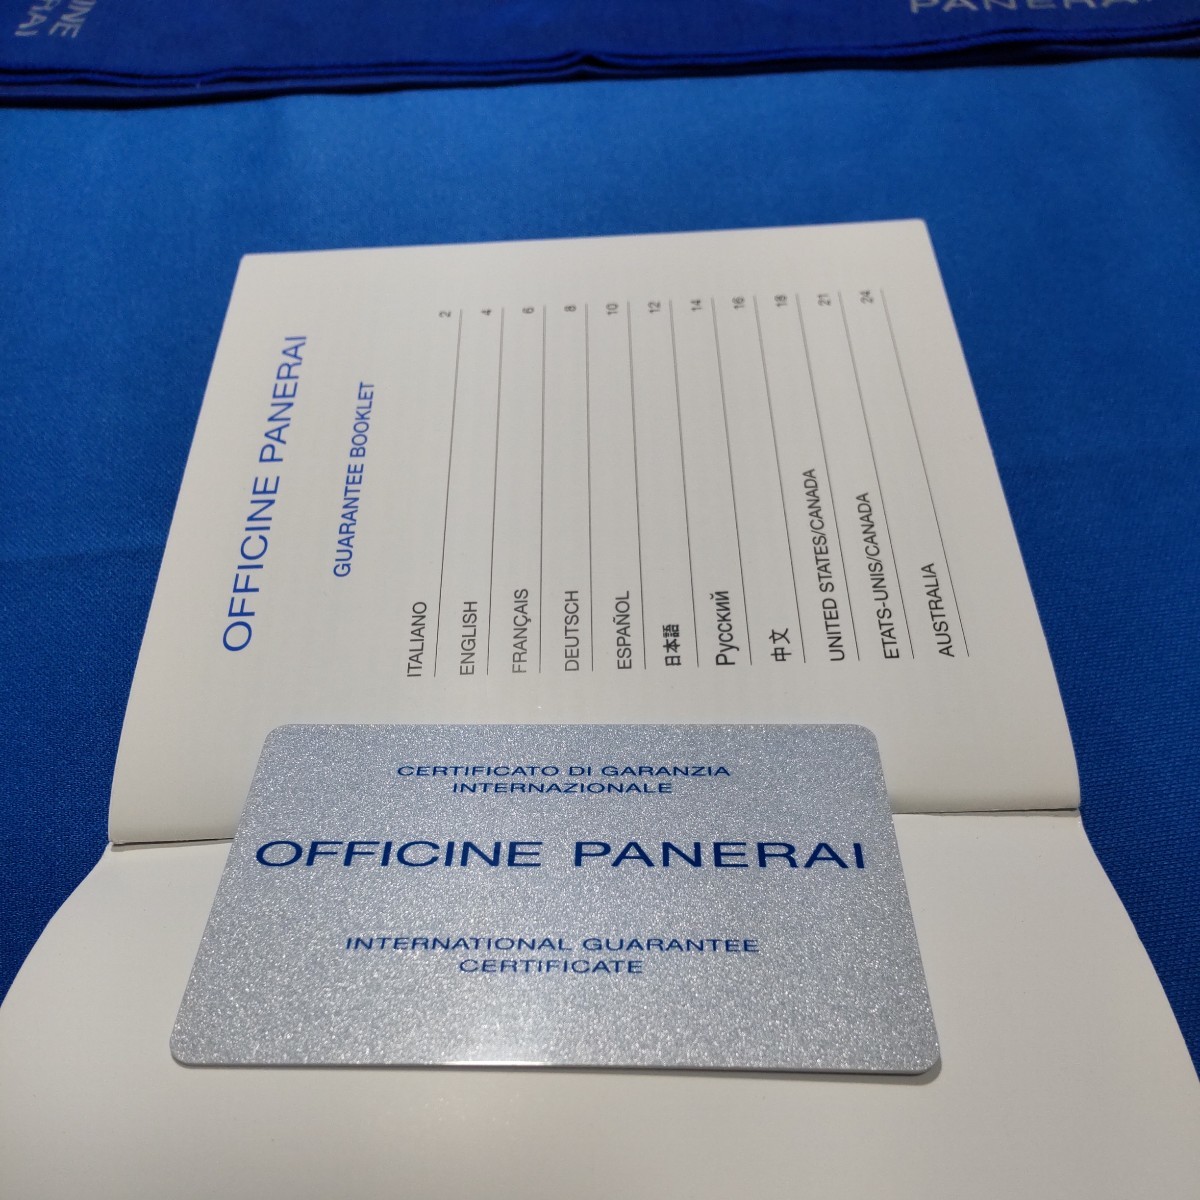 PANERAI
OFFICINE PANERAI
GUARANTEE BOOKLET
ITALIANO 2
ENGLISH 4
FRANÇAIS 6
DEUTSCH 8
ESPAÑOL 10
日本語 12
Русский 14
中文 16
UNITED STATES/CANADA 18
ETATS-UNIS/CANADA 21
AUSTRALIA 24
CERTIFICATO DI GARANZIA
INTERNAZIONALE
OFFICINE PANERAI
INTERNATIONAL GUARANTEE
CERTIFICATE